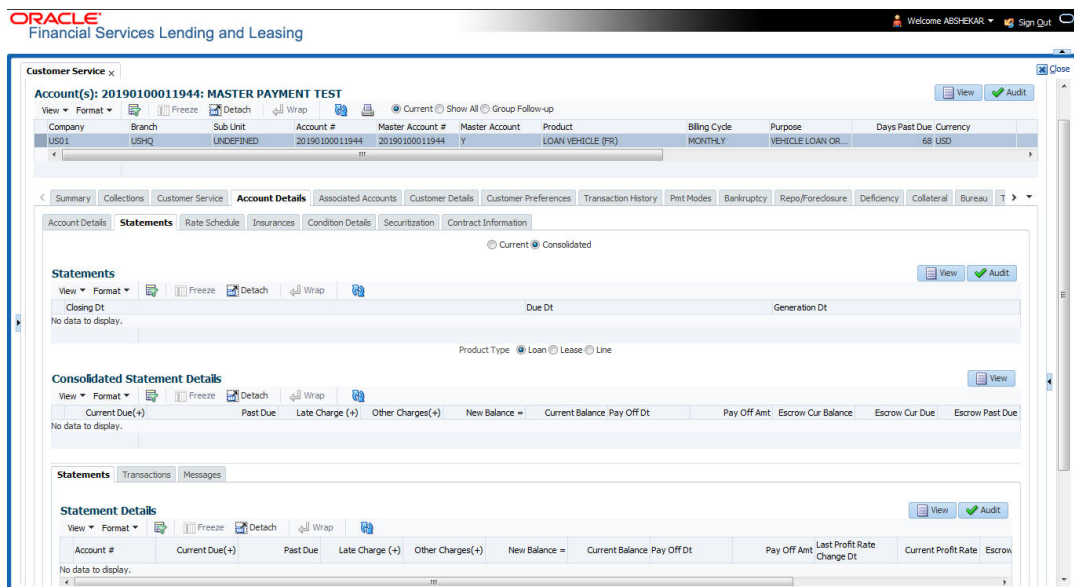 ORACLE
Financial Services Lending and Leasing
Welcome ABSHEKAR Sign Out
Customer Service x Close
Account(s): 20190100011944: MASTER PAYMENT TEST View Audit
View Format Freeze Detach Wrap Current Show All Group Follow-up
Company Branch Sub Unit Account # Master Account # Master Account Product Billing Cycle Purpose Days Past Due Currency
US01 USHQ UNDEFINED 20190100011944 20190100011944 Y LOAN VEHICLE (FR) MONTHLY VEHICLE LOAN OR... 68 USD
Summary Collections Customer Service Account Details Associated Accounts Customer Details Customer Preferences Transaction History Pmt Modes Bankruptcy Repo/Foreclosure Deficiency Collateral Bureau T
Account Details Statements Rate Schedule Insurances Condition Details Securitization Contract Information
Current Consolidated
Statements View Audit
View Format Freeze Detach Wrap
Closing Dt Due Dt Generation Dt
No data to display.
Product Type Loan Lease Line
Consolidated Statement Details View
View Format Freeze Detach Wrap
Current Due(+) Past Due Late Charge (+) Other Charges(+) New Balance = Current Balance Pay Off Dt Pay Off Amt Escrow Cur Balance Escrow Cur Due Escrow Past Due
No data to display.
Statements Transactions Messages
Statement Details View Audit
View Format Freeze Detach Wrap
Account # Current Due(+) Past Due Late Charge (+) Other Charges(+) New Balance = Current Balance Pay Off Dt Pay Off Amt Last Profit Rate Change Dt Current Profit Rate Escrow
No data to display.